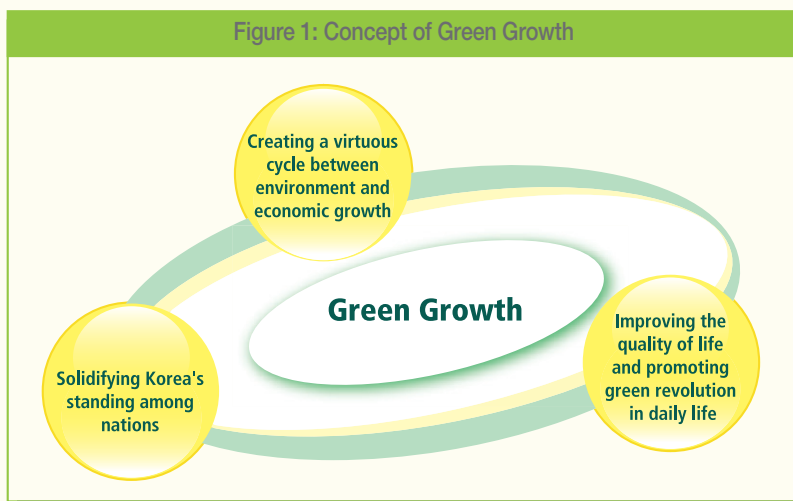 Figure 1: Concept of Green Growth
Creating a virtuous
cycle between
environment and
economic growth
Green Growth
Improving the
quality of life
and promoting
green revolution
in daily life
Solidifying Korea's
standing among
nations